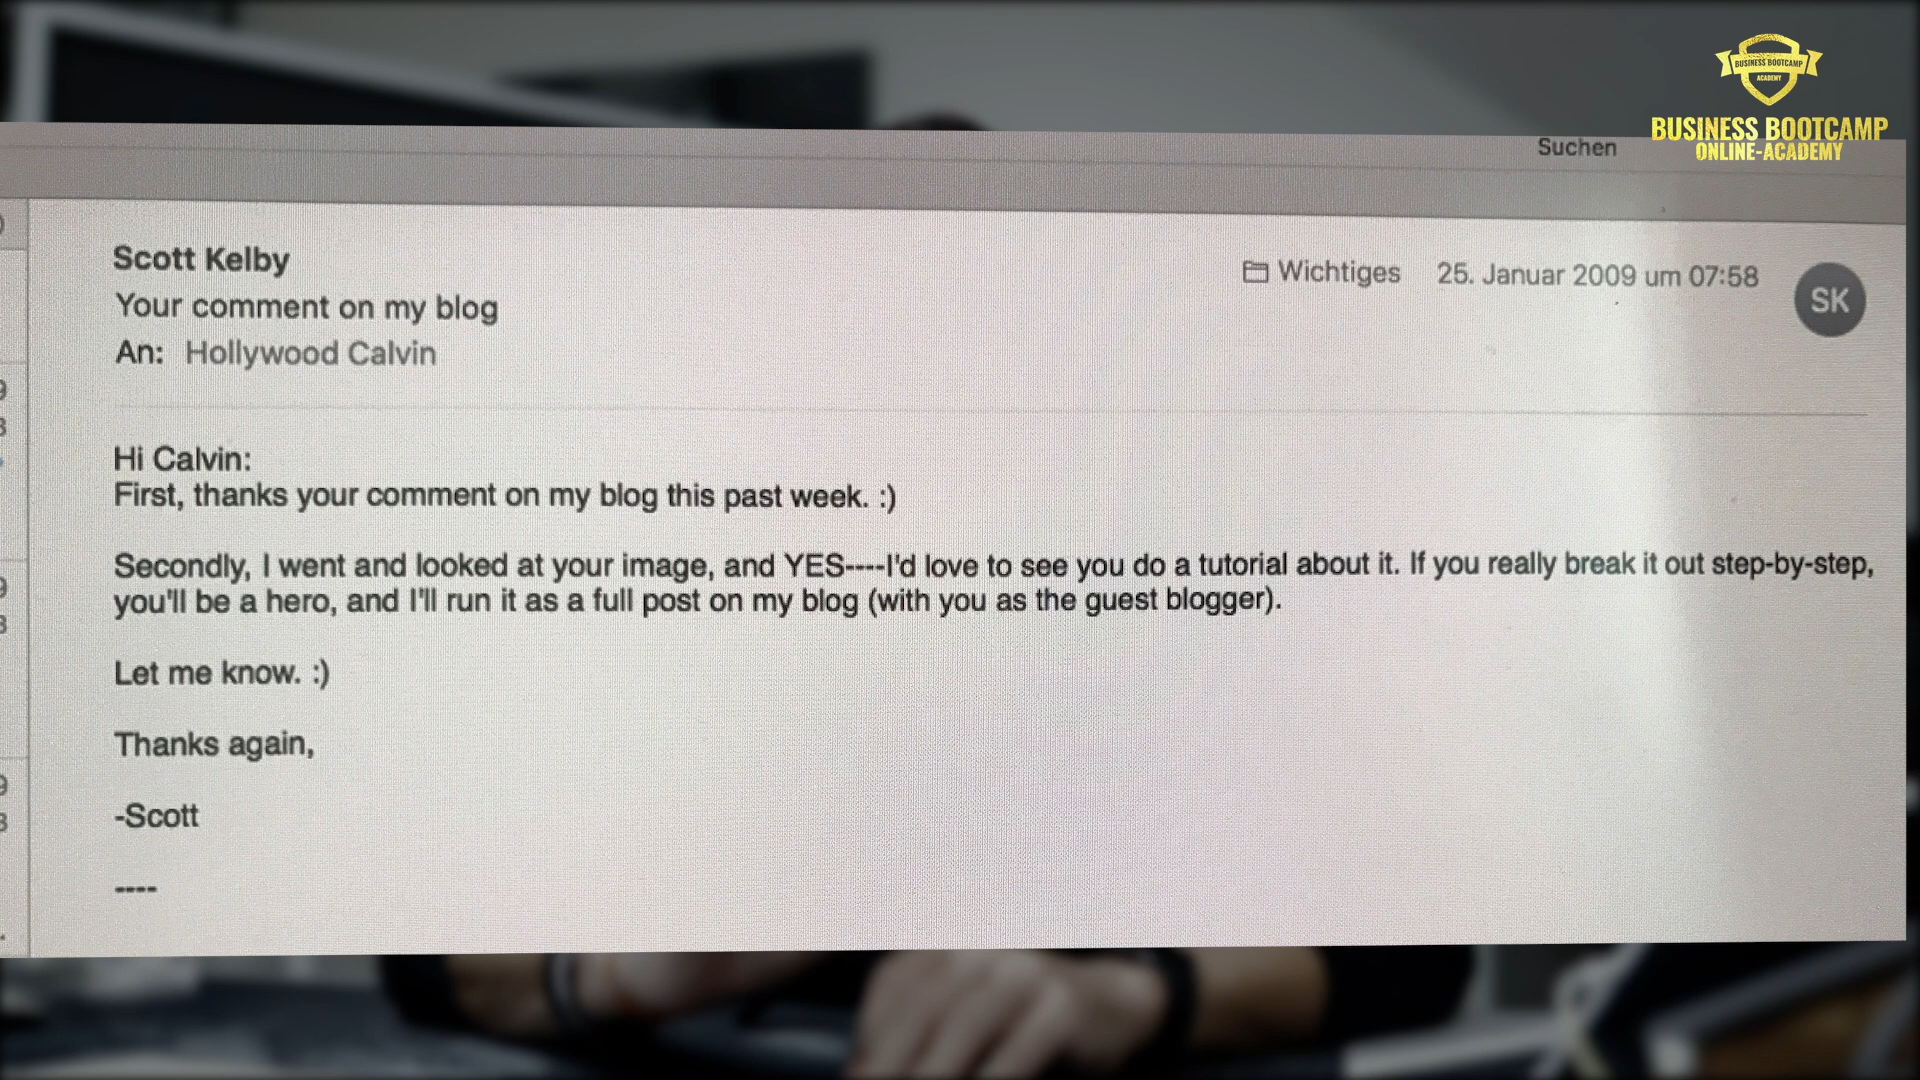 BUSINESS BOOTCAMP
ACADEMY
BUSINESS BOOTCAMP
ONLINE-ACADEMY
Suchen
Scott Kelby
Wichtiges 25. Januar 2009 um 07:58
SK
Your comment on my blog
An: Hollywood Calvin
Hi Calvin:
First, thanks your comment on my blog this past week. :)
Secondly, I went and looked at your image, and YES----I'd love to see you do a tutorial about it. If you really break it out step-by-step,
you'll be a hero, and I'll run it as a full post on my blog (with you as the guest blogger).
Let me know. :)
Thanks again,
-Scott
----